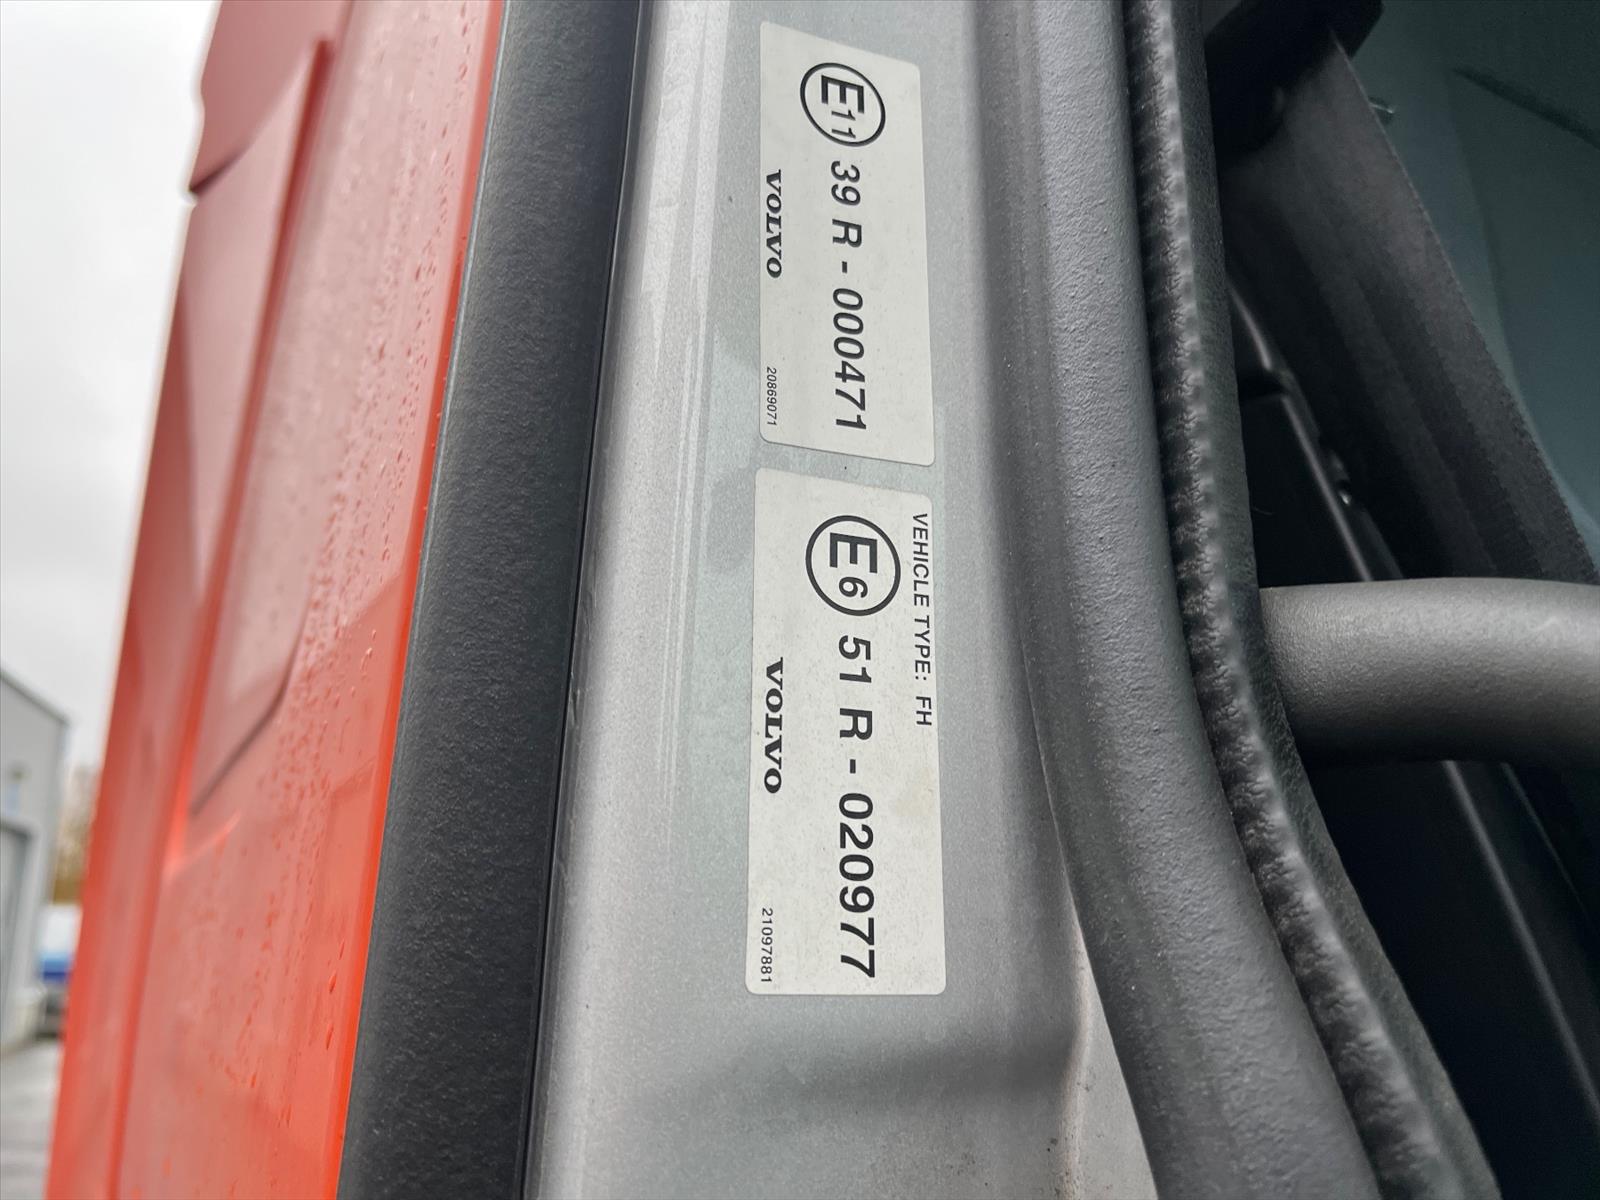 E11 39 R - 000471
VOLVO 20869071
VEHICLE TYPE: FH
E6 51 R - 020977
VOLVO 21097881